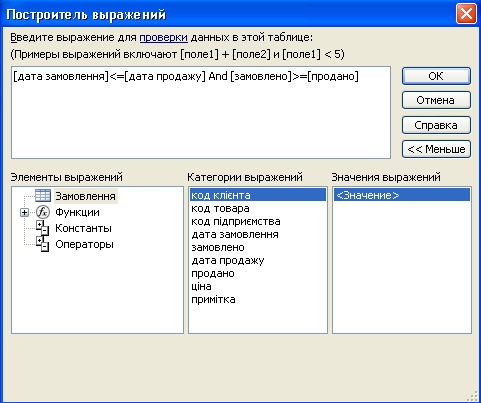 Построитель выражений
Введите выражение для проверки данных в этой таблице:
(Примеры выражений включают [поле1] + [поле2] и [поле1] < 5)
[дата замовлення]<=[дата продажу] And [замовлено]>=[продано]
ОК
Отмена
Справка
<< Меньше
Элементы выражений
Замовлення
Функции
Константы
Операторы
Категории выражений
код клієнта
код товара
код підприємства
дата замовлення
замовлено
дата продажу
продано
ціна
примітка
Значения выражений
<Значение>